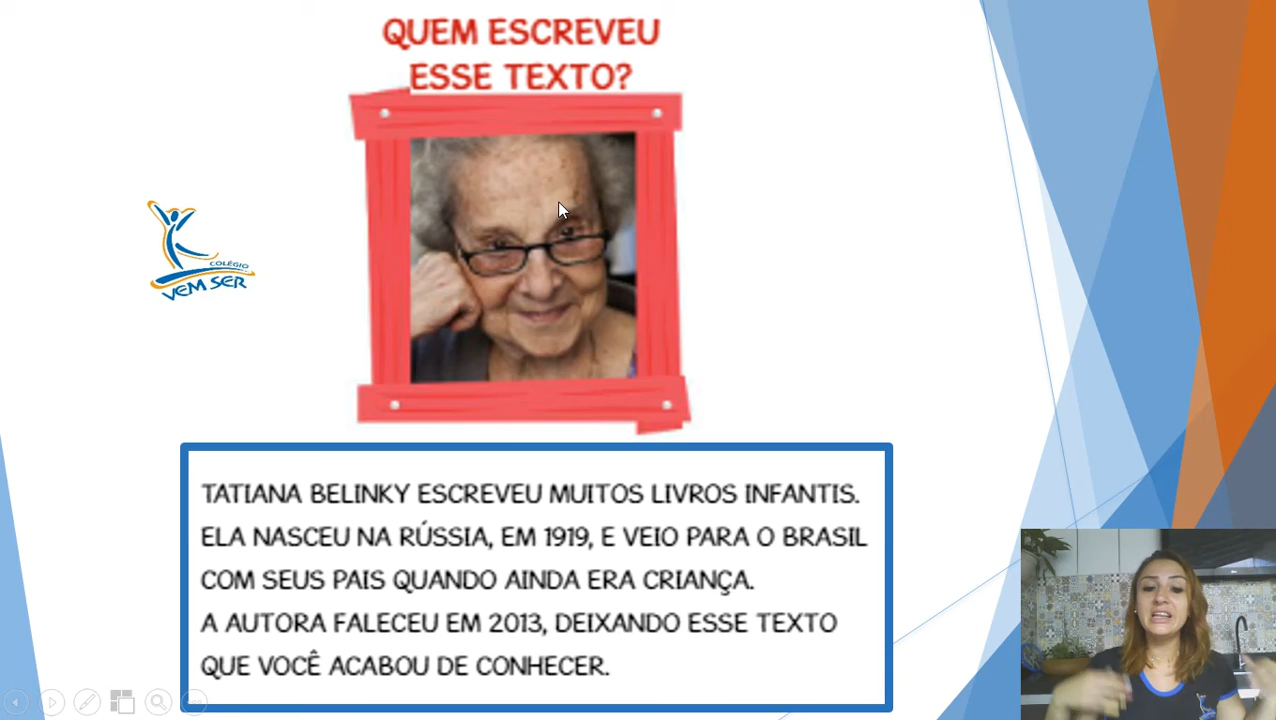 QUEM ESCREVEU
ESSE TEXTO?
COLÉGIO
VEM SER
TATIANA BELINKY ESCREVEU MUITOS LIVROS INFANTIS.
ELA NASCEU NA RÚSSIA, EM 1919, E VEIO PARA O BRASIL
COM SEUS PAIS QUANDO AINDA ERA CRIANÇA.
A AUTORA FALECEU EM 2013, DEIXANDO ESSE TEXTO
QUE VOCÊ ACABOU DE CONHECER.